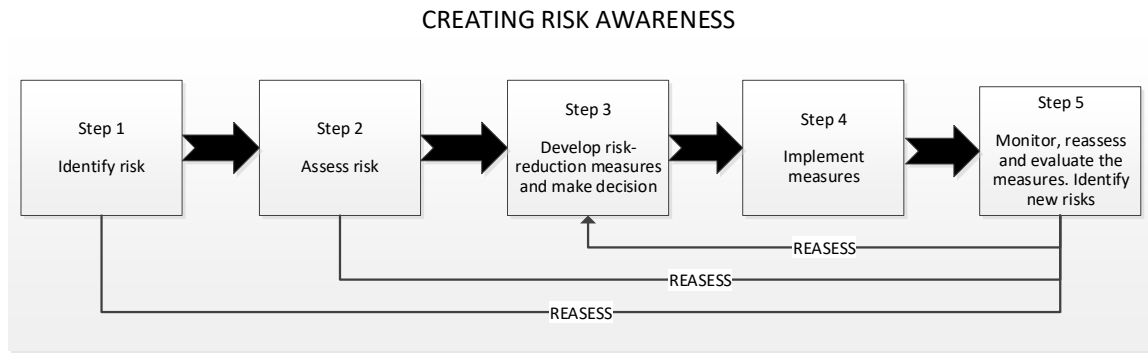 CREATING RISK AWARENESS
Step 1
Identify risk
Step 2
Assess risk
Step 3
Develop risk-
reduction measures
and make decision
Step 4
Implement
measures
Step 5
Monitor, reassess
and evaluate the
measures. Identify
new risks
REASESS
REASESS
REASESS